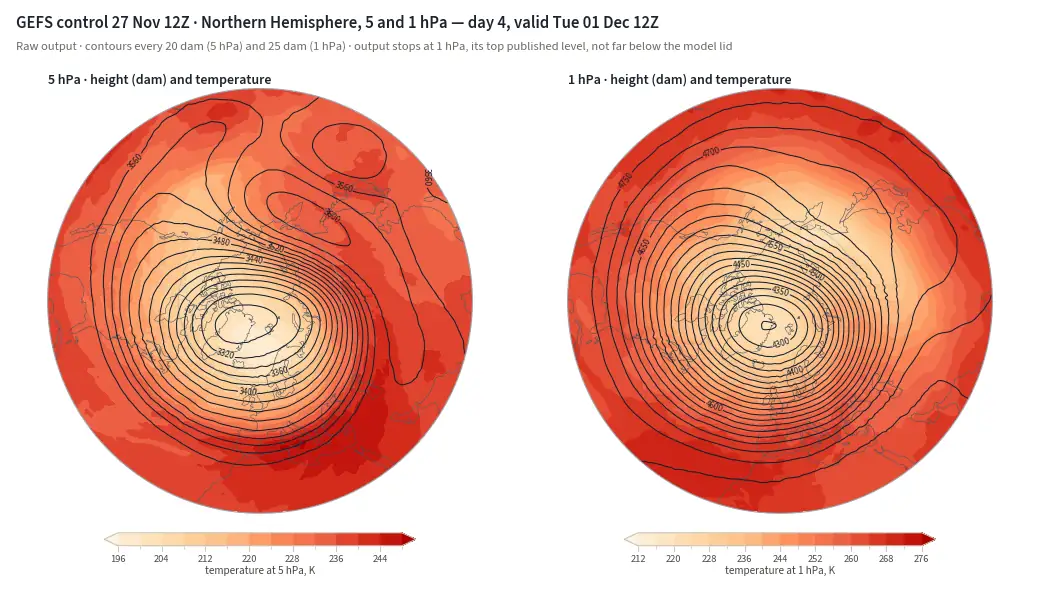 GEFS control 27 Nov 12Z · Northern Hemisphere, 5 and 1 hPa — day 4, valid Tue 01 Dec 12Z
Raw output · contours every 20 dam (5 hPa) and 25 dam (1 hPa) · output stops at 1 hPa, its top published level, not far below the model lid
5 hPa · height (dam) and temperature
3560
3560
3560
3480
3520
3440
3320
3360
3400
196 204 212 220 228 236 244
temperature at 5 hPa, K
1 hPa · height (dam) and temperature
4700
4750
4650
4550
4450
4500
4350
4300
4400
4600
212 220 228 236 244 252 260 268 276
temperature at 1 hPa, K